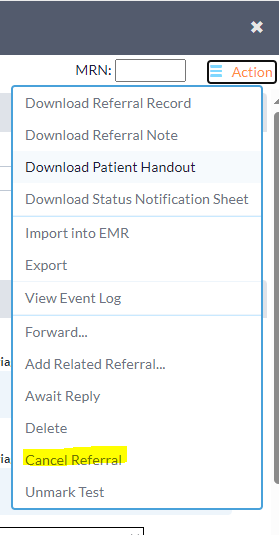 ✖
MRN:
Action
Download Referral Record
Download Referral Note
Download Patient Handout
Download Status Notification Sheet
Import into EMR
Export
View Event Log
Forward...
Add Related Referral...
Await Reply
Delete
Cancel Referral
Unmark Test